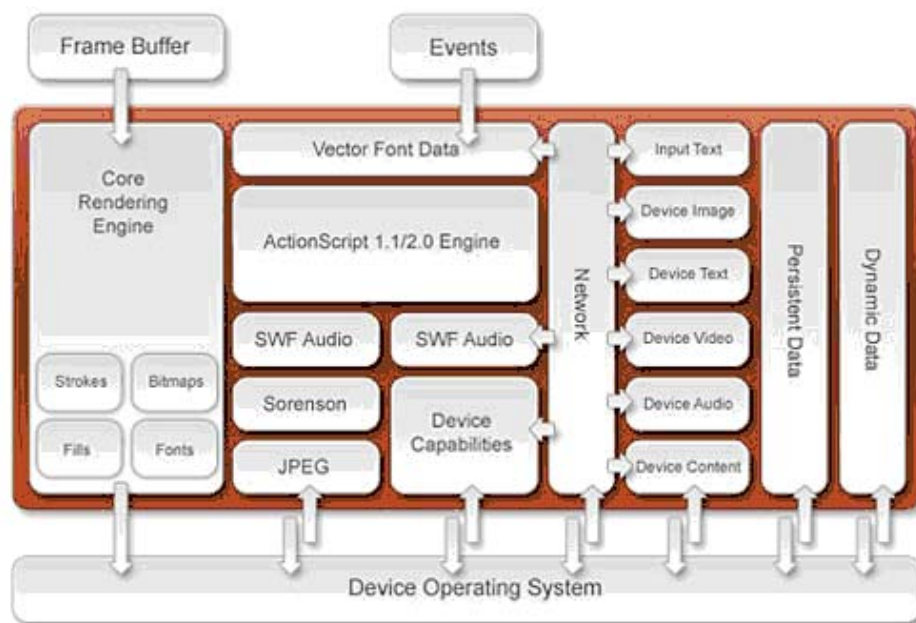 Frame Buffer
Events
Core
Rendering
Engine
Strokes
Bitmaps
Fills
Fonts
Vector Font Data
ActionScript 1.1/2.0 Engine
SWF Audio
SWF Audio
Sorenson
JPEG
Device
Capabilities
Network
Input Text
Device Image
Device Text
Device Video
Device Audio
Device Content
Persistent Data
Dynamic Data
Device Operating System